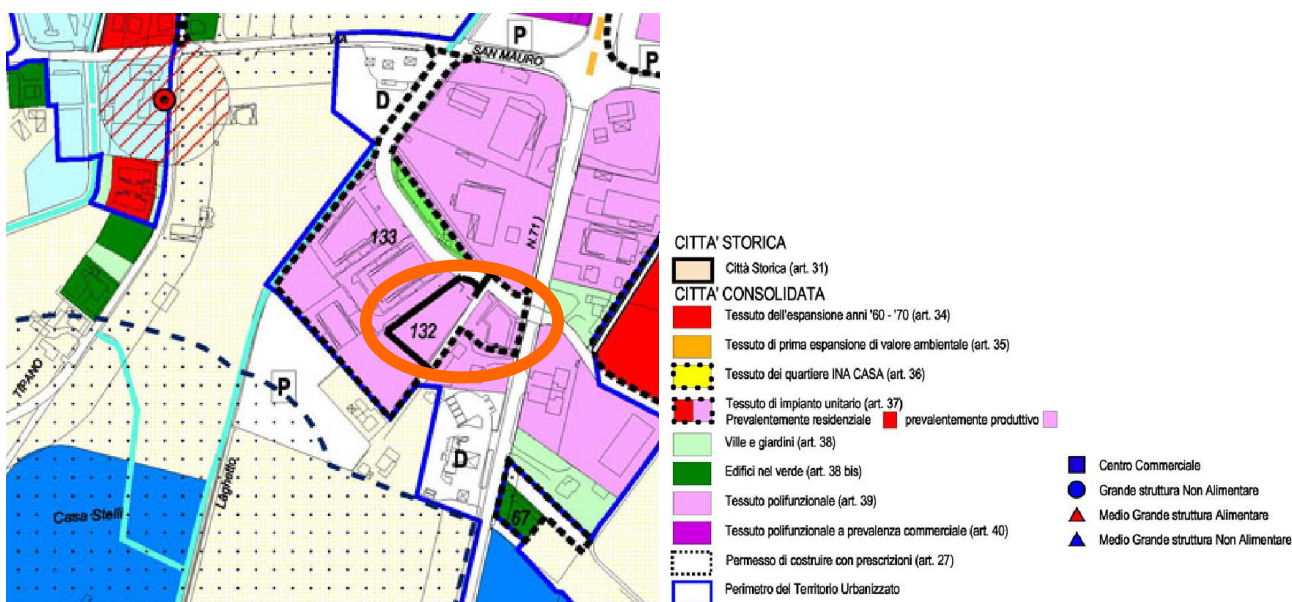 VIA
SAN MAURO
P
P
D
N.71 )
133
132
TIPANO
P
Laghetto
D
67
Casa Stelli
CITTA' STORICA
Città Storica (art. 31)
CITTA' CONSOLIDATA
Tessuto dell'espansione anni '60 - '70 (art. 34)
Tessuto di prima espansione di valore ambientale (art. 35)
Tessuto dei quartiere INA CASA (art. 36)
Tessuto di impianto unitario (art. 37)
Prevalentemente residenziale prevalentemente produttivo
Ville e giardini (art. 38)
Edifici nel verde (art. 38 bis)
Tessuto polifunzionale (art. 39)
Tessuto polifunzionale a prevalenza commerciale (art. 40)
Permesso di costruire con prescrizioni (art. 27)
Perimetro del Territorio Urbanizzato
Centro Commerciale
Grande struttura Non Alimentare
Medio Grande struttura Alimentare
Medio Grande struttura Non Alimentare